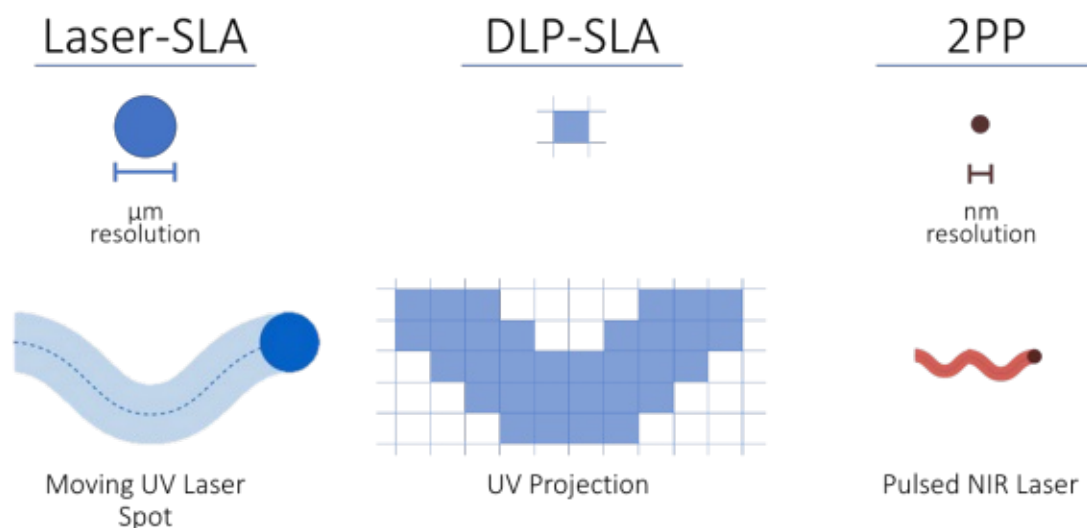 Laser-SLA
DLP-SLA
2PP
μm
resolution
nm
resolution
Moving UV Laser
Spot
UV Projection
Pulsed NIR Laser